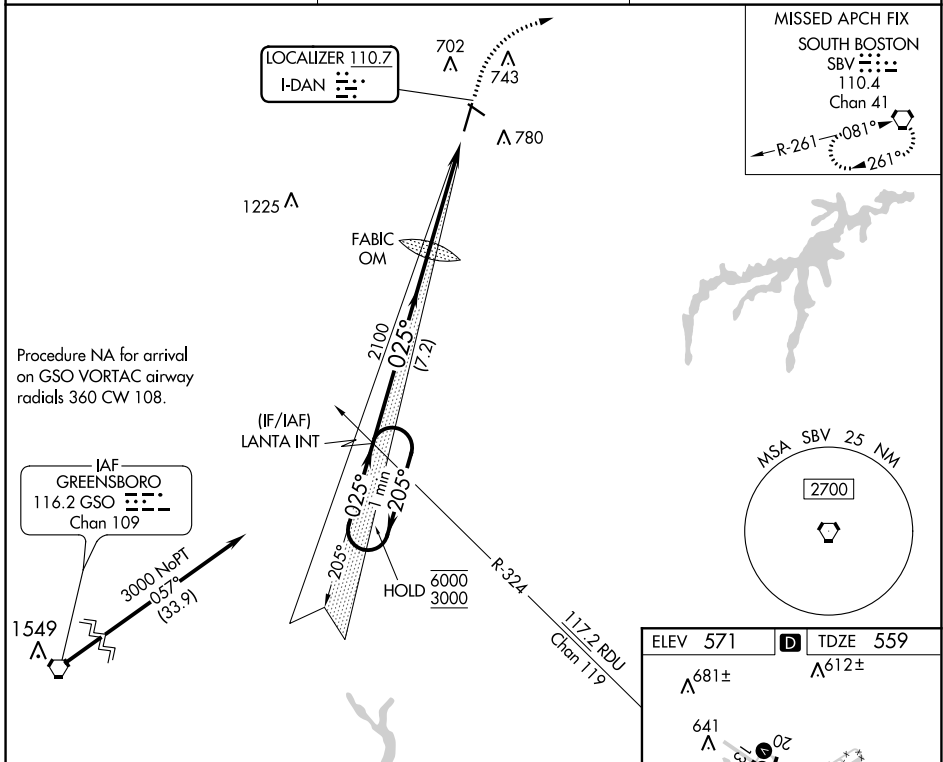 LOCALIZER 110.7
I-DAN
702
743
780
MISSED APCH FIX
SOUTH BOSTON
SBV
110.4
Chan 41
R-261
081°
261°
1225
FABIC
OM
2100
025°
(7.2)
Procedure NA for arrival
on GSO VORTAC airway
radials 360 CW 108.
(IF/IAF)
LANTA INT
IAF
GREENSBORO
116.2 GSO
Chan 109
3000 NoPT
057°
(33.9)
1549
025°
1 min
205°
205°
HOLD
6000
3000
R-324
117.2 RDU
Chan 119
MSA SBV 25 NM
2700
ELEV 571
D
TDZE 559
681±
612±
641
20
V